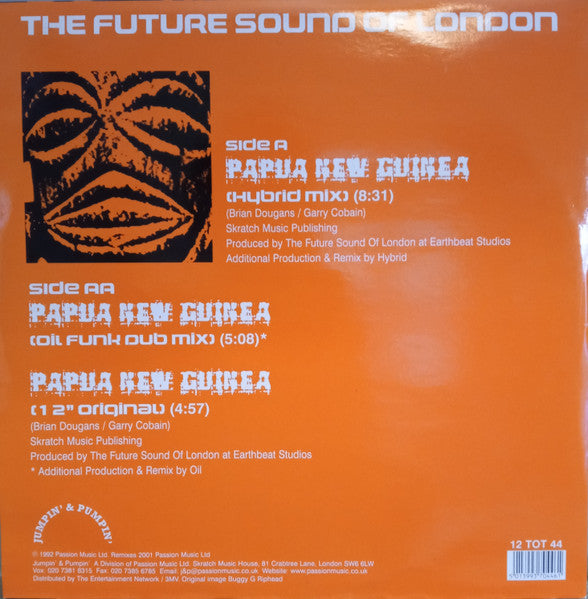 THE FUTURE SOUND OF LONDON
side A
PAPUA NEW GUINEA
(Hybrid Mix) (8:31)
(Brian Dougans / Garry Cobain)
Skratch Music Publishing
Produced by The Future Sound Of London at Earthbeat Studios
Additional Production & Remix by Hybrid
side AA
PAPUA NEW GUINEA
(Oil Funk Dub Mix) (5:08)*
PAPUA NEW GUINEA
(12" Original) (4:57)
(Brian Dougans / Garry Cobain)
Skratch Music Publishing
Produced by The Future Sound Of London at Earthbeat Studios
* Additional Production & Remix by Oil
JUMPIN' & PUMPIN'
℗ 1992 Passion Music Ltd. Remixes 2001 Passion Music Ltd
Jumpin' & Pumpin' A Division of Passion Music Ltd. Skratch Music House, 81 Crabtree Lane, London SW6 6LW
Vox: 020 7381 8315 Fax: 020 7385 6785 Email: j&p@passionmusic.co.uk Website: www.passionmusic.co.uk
Distributed by The Entertainment Network / 3MV. Original image Buggy G Riphead
12 TOT 44
5 013993 704461